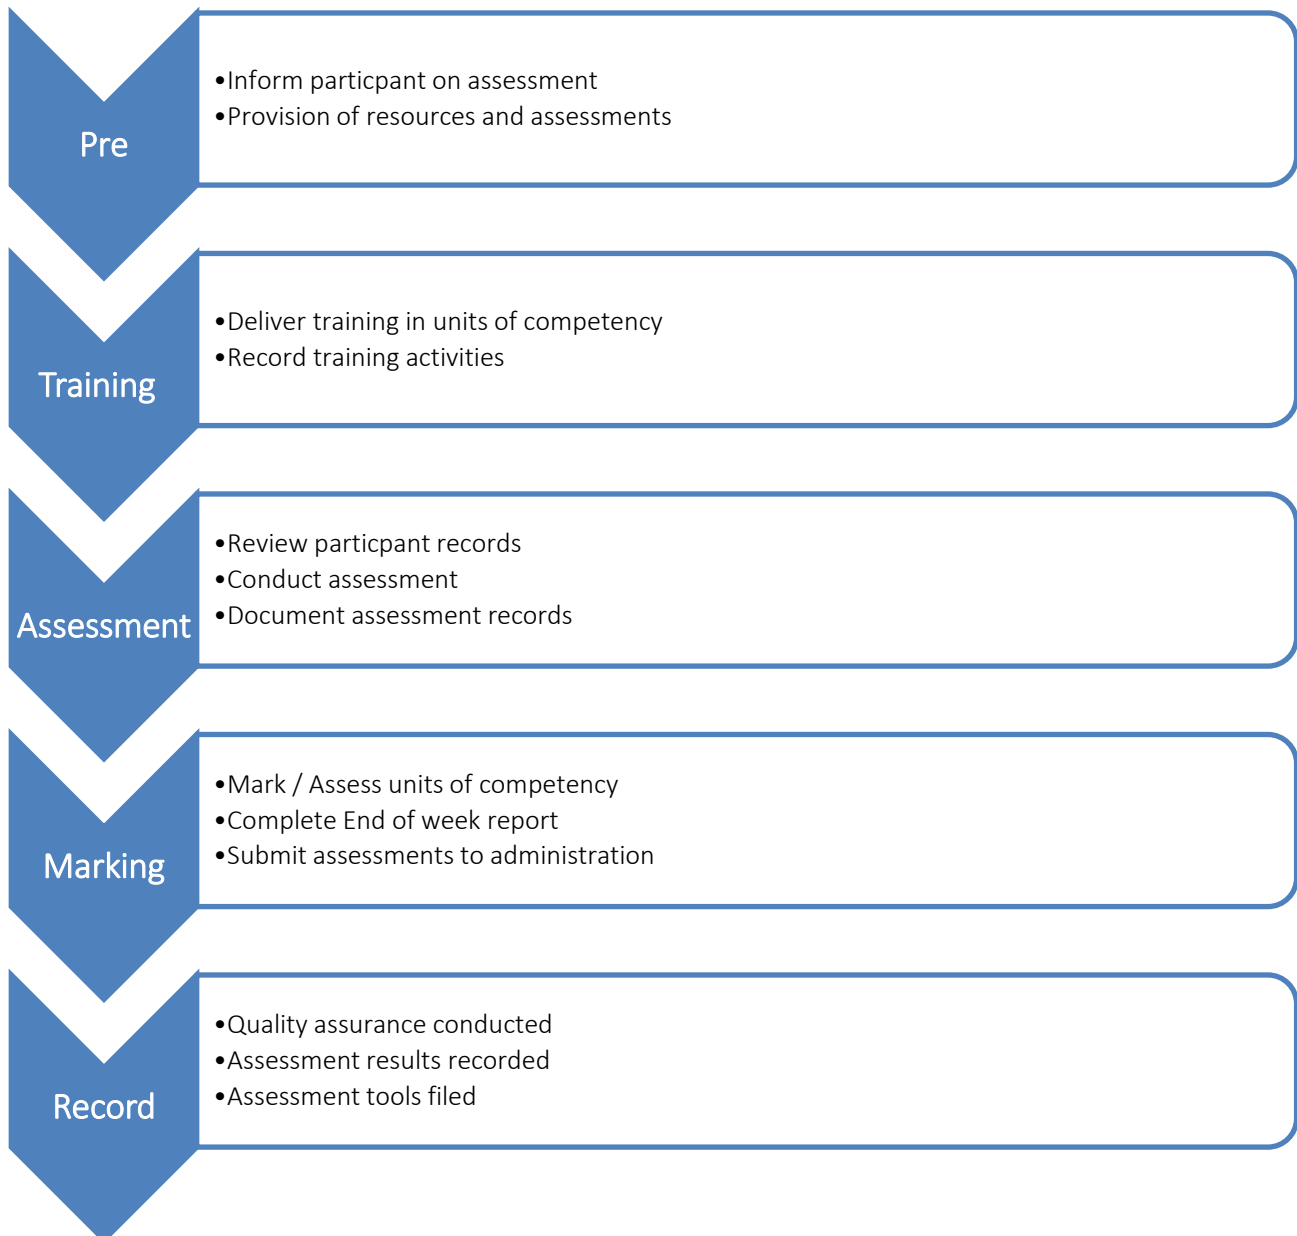 Pre
•Inform particpant on assessment
•Provision of resources and assessments
Training
•Deliver training in units of competency
•Record training activities
Assessment
•Review particpant records
•Conduct assessment
•Document assessment records
Marking
•Mark / Assess units of competency
•Complete End of week report
•Submit assessments to administration
Record
•Quality assurance conducted
•Assessment results recorded
•Assessment tools filed